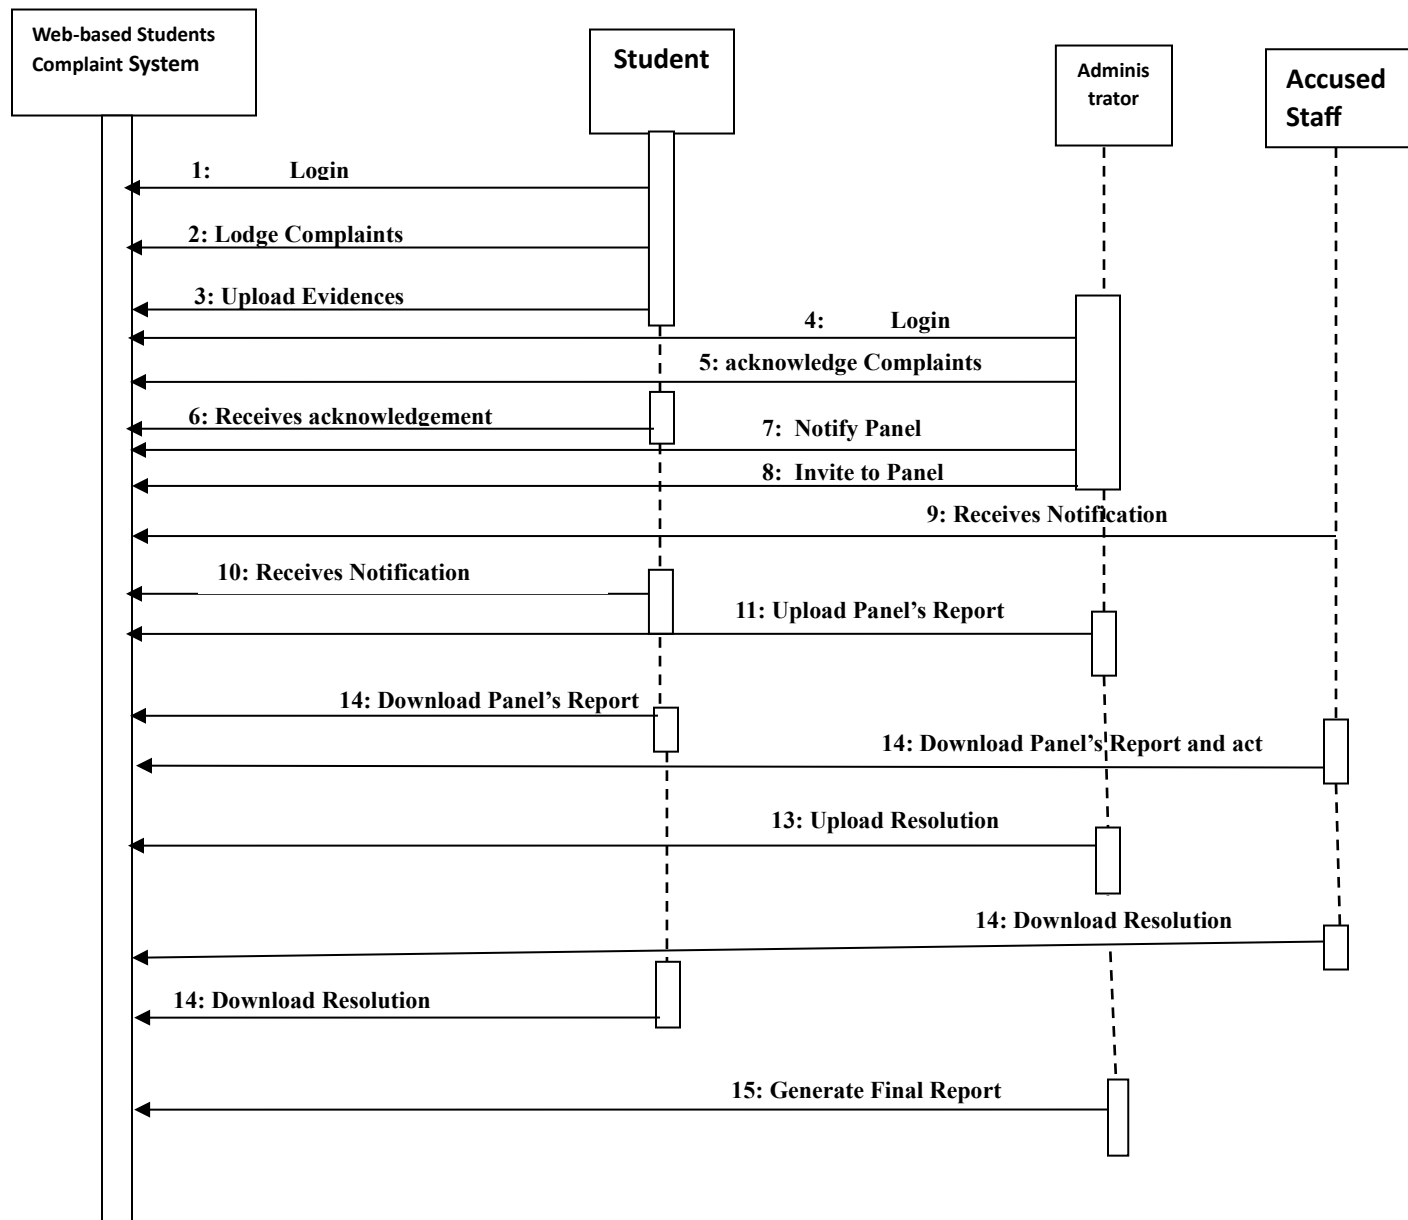 Web-based Students
Complaint System
Student
Adminis
trator
Accused
Staff
1: Login
2: Lodge Complaints
3: Upload Evidences
4: Login
5: acknowledge Complaints
6: Receives acknowledgement
7: Notify Panel
8: Invite to Panel
9: Receives Notification
10: Receives Notification
11: Upload Panel’s Report
14: Download Panel’s Report
14: Download Panel’s Report and act
13: Upload Resolution
14: Download Resolution
14: Download Resolution
15: Generate Final Report